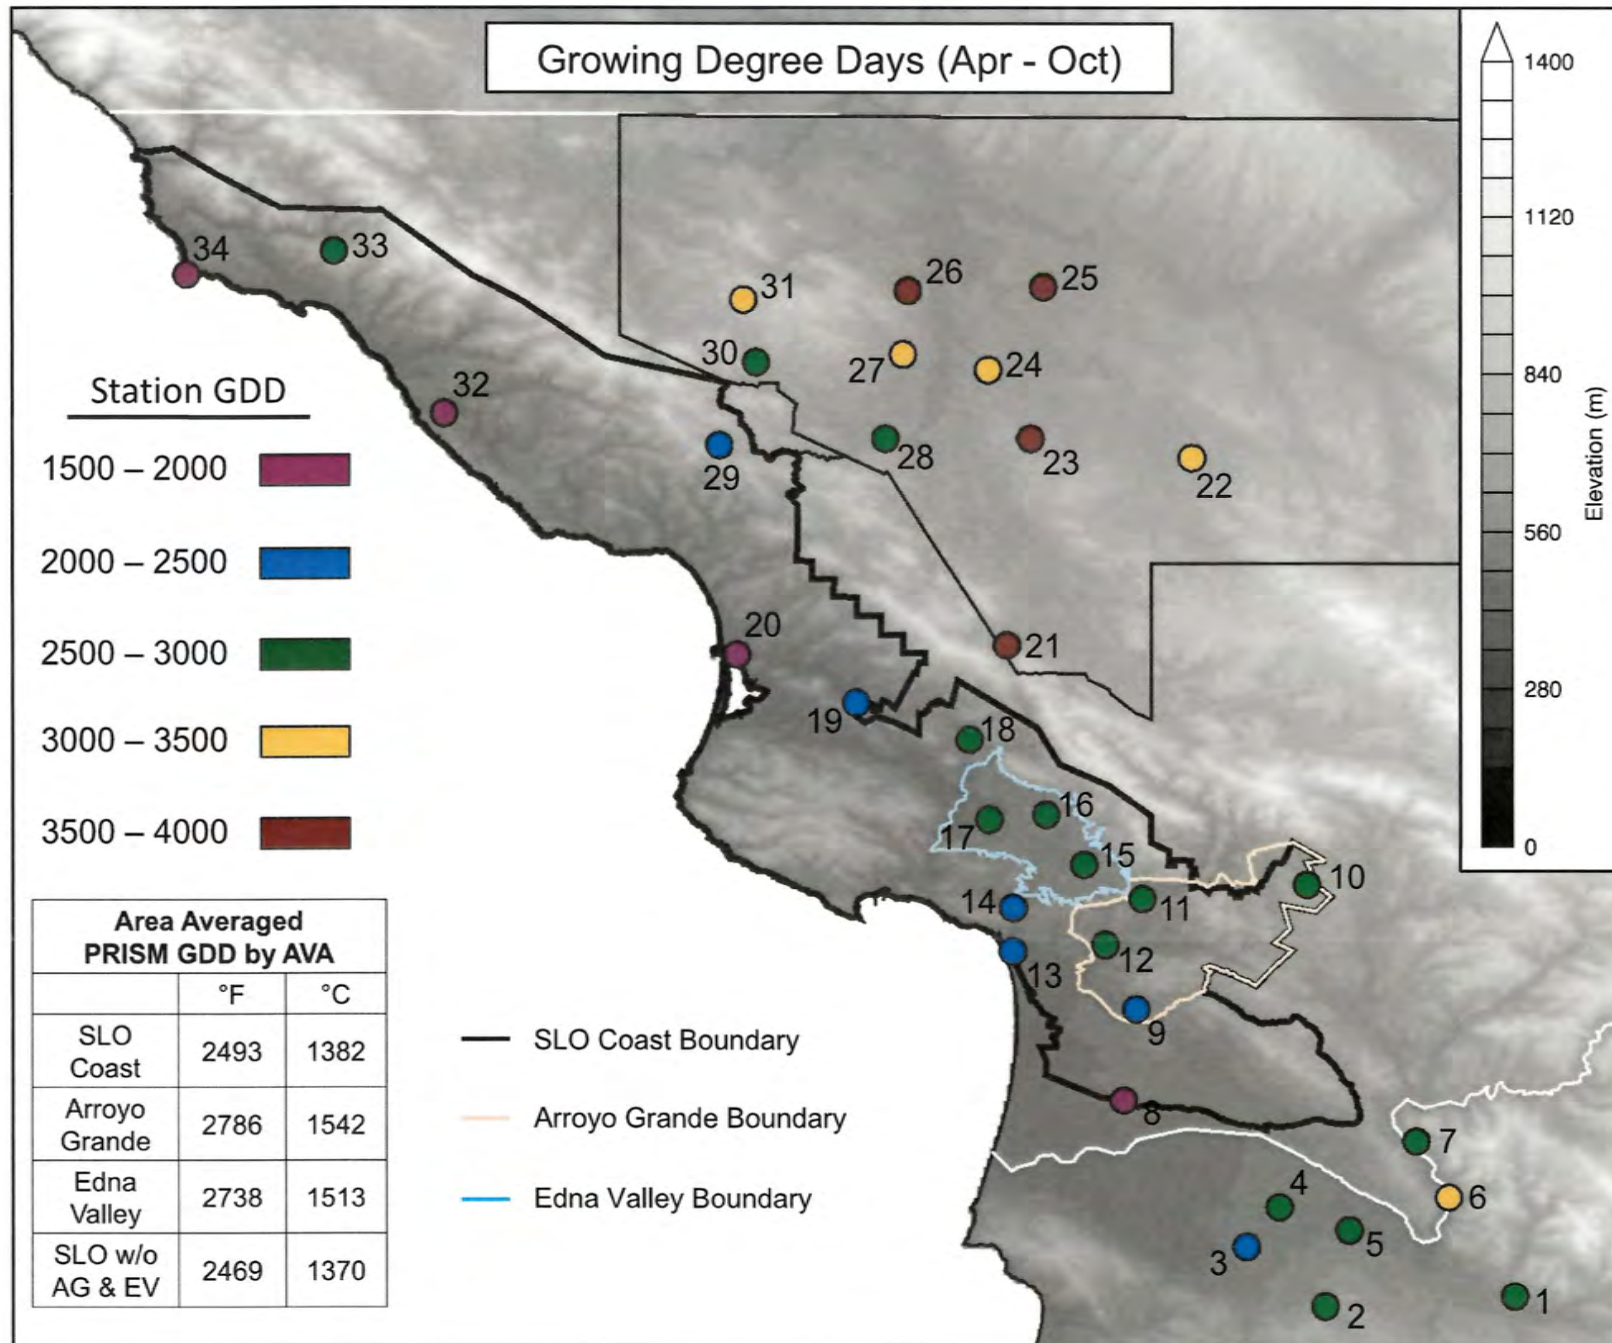 Growing Degree Days (Apr - Oct)
1400
1120
840
560
280
0
Elevation (m)
34
33
31
26
25
30
27
24
32
29
28
23
22
20
21
19
18
17
16
15
14
11
10
13
12
9
8
7
6
4
5
3
2
1
Station GDD
1500 – 2000
2000 – 2500
2500 – 3000
3000 – 3500
3500 – 4000
Area Averaged
PRISM GDD by AVA
°F °C
SLO
Coast 2493 1382
Arroyo
Grande 2786 1542
Edna
Valley 2738 1513
SLO w/o
AG & EV 2469 1370
SLO Coast Boundary
Arroyo Grande Boundary
Edna Valley Boundary